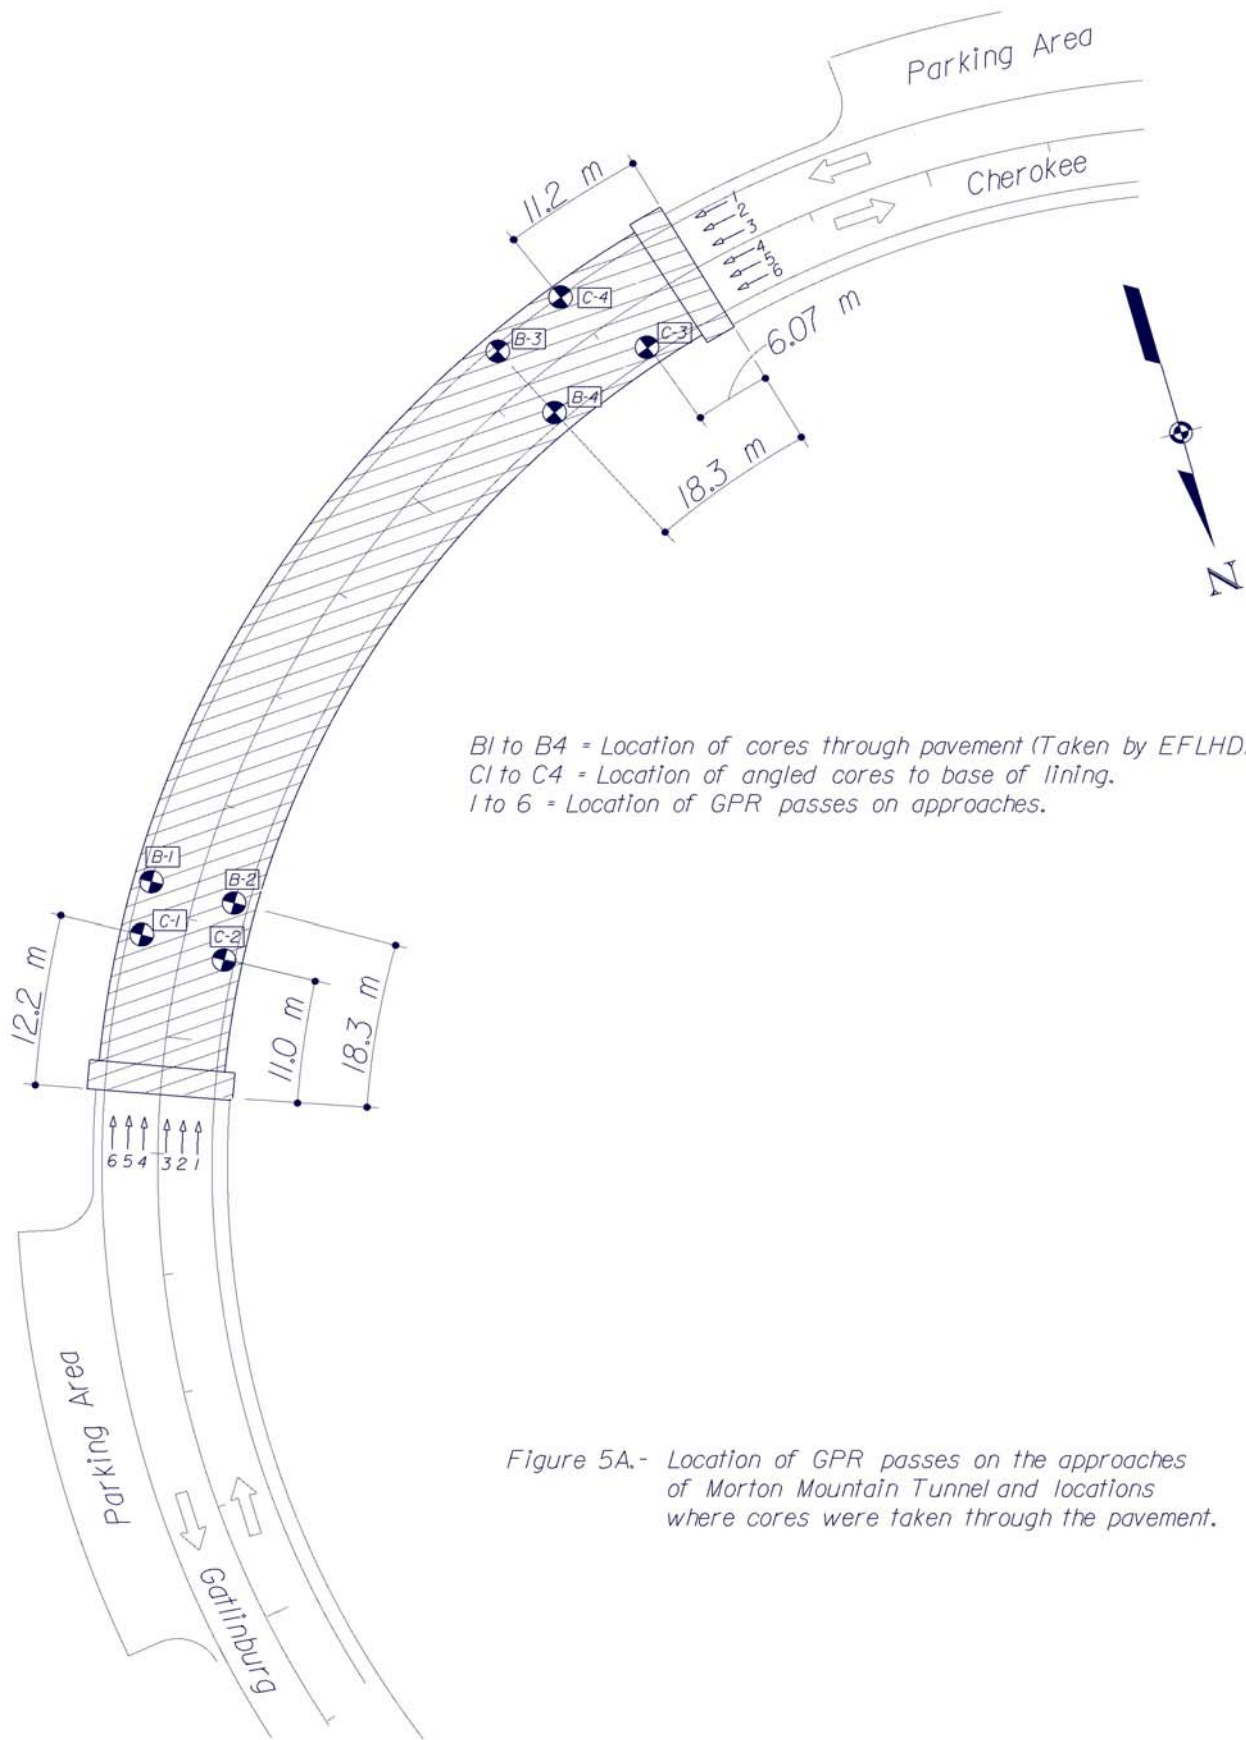 Parking Area
Cherokee
11.2 m
1
2
3
4
5
6
C-4
B-3
C-3
6.07 m
B-4
18.3 m
N
B1 to B4 = Location of cores through pavement (Taken by EFLHD)
C1 to C4 = Location of angled cores to base of lining.
1 to 6 = Location of GPR passes on approaches.
B-1
B-2
C-1
C-2
12.2 m
11.0 m
18.3 m
6 5 4 3 2 1
Parking Area
Gatlinburg
Figure 5A.- Location of GPR passes on the approaches
of Morton Mountain Tunnel and locations
where cores were taken through the pavement.